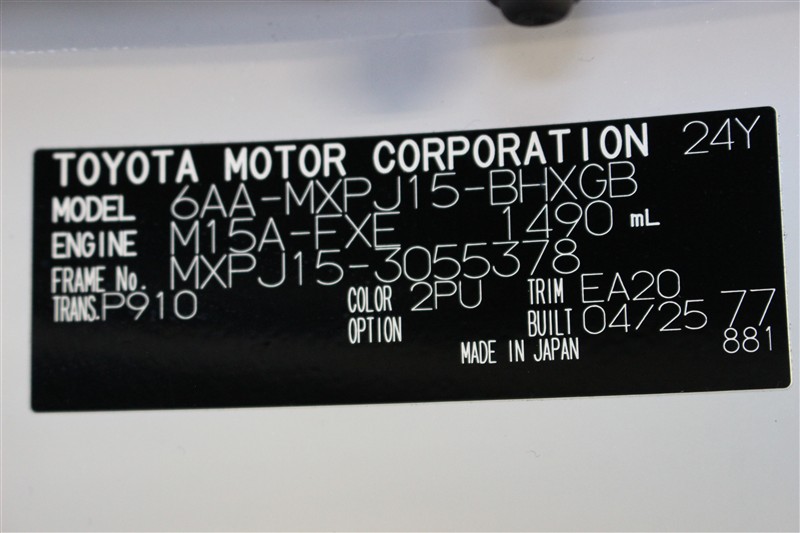 TOYOTA MOTOR CORPORATION 24Y
MODEL 6AA-MXPJ15-BHXGB
ENGINE M15A-FXE 1490 mL
FRAME No. MXPJ15-3055378
TRANS. P910 COLOR 2PU TRIM EA20
OPTION BUILT 04/25 77
MADE IN JAPAN 881